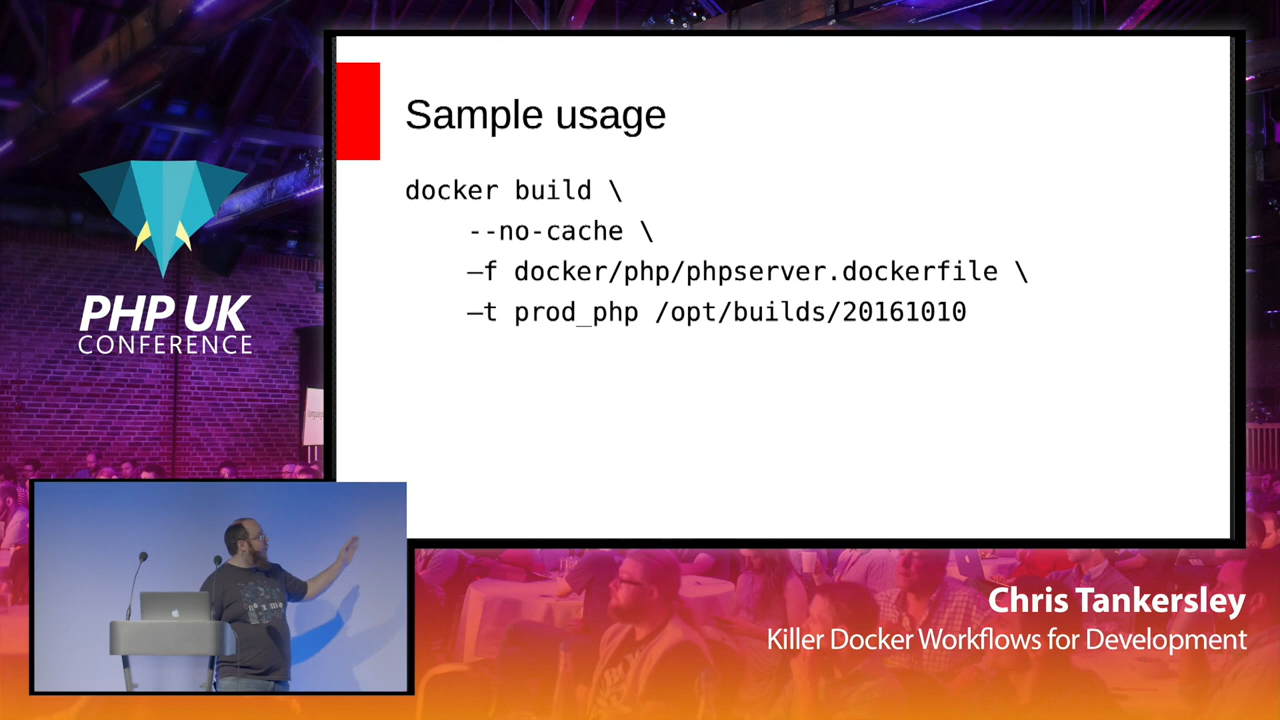 Sample usage
docker build \
--no-cache \
–f docker/php/phpserver.dockerfile \
–t prod_php /opt/builds/20161010
PHP UK
CONFERENCE
Chris Tankersley
Killer Docker Workflows for Development